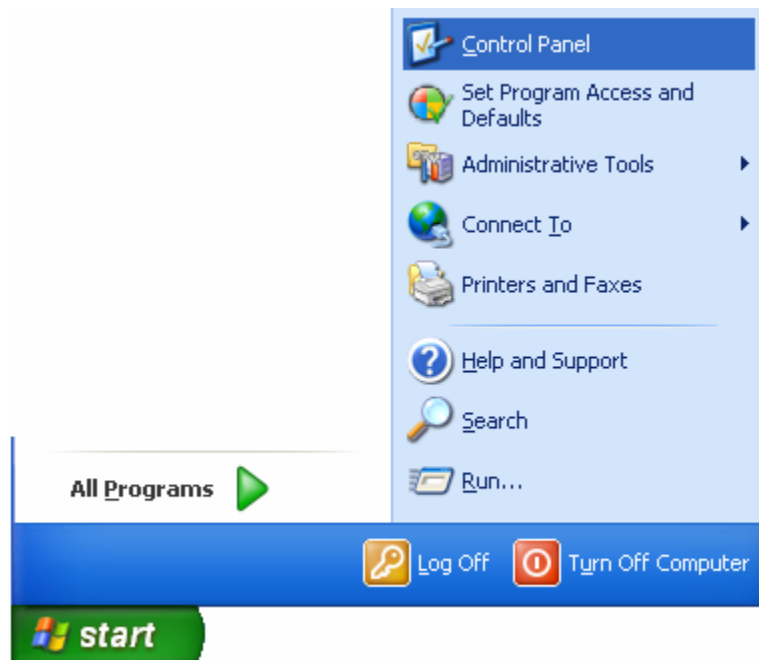 Control Panel
Set Program Access and
Defaults
Administrative Tools
Connect To
Printers and Faxes
Help and Support
Search
Run...
All Programs
Log Off
Turn Off Computer
start